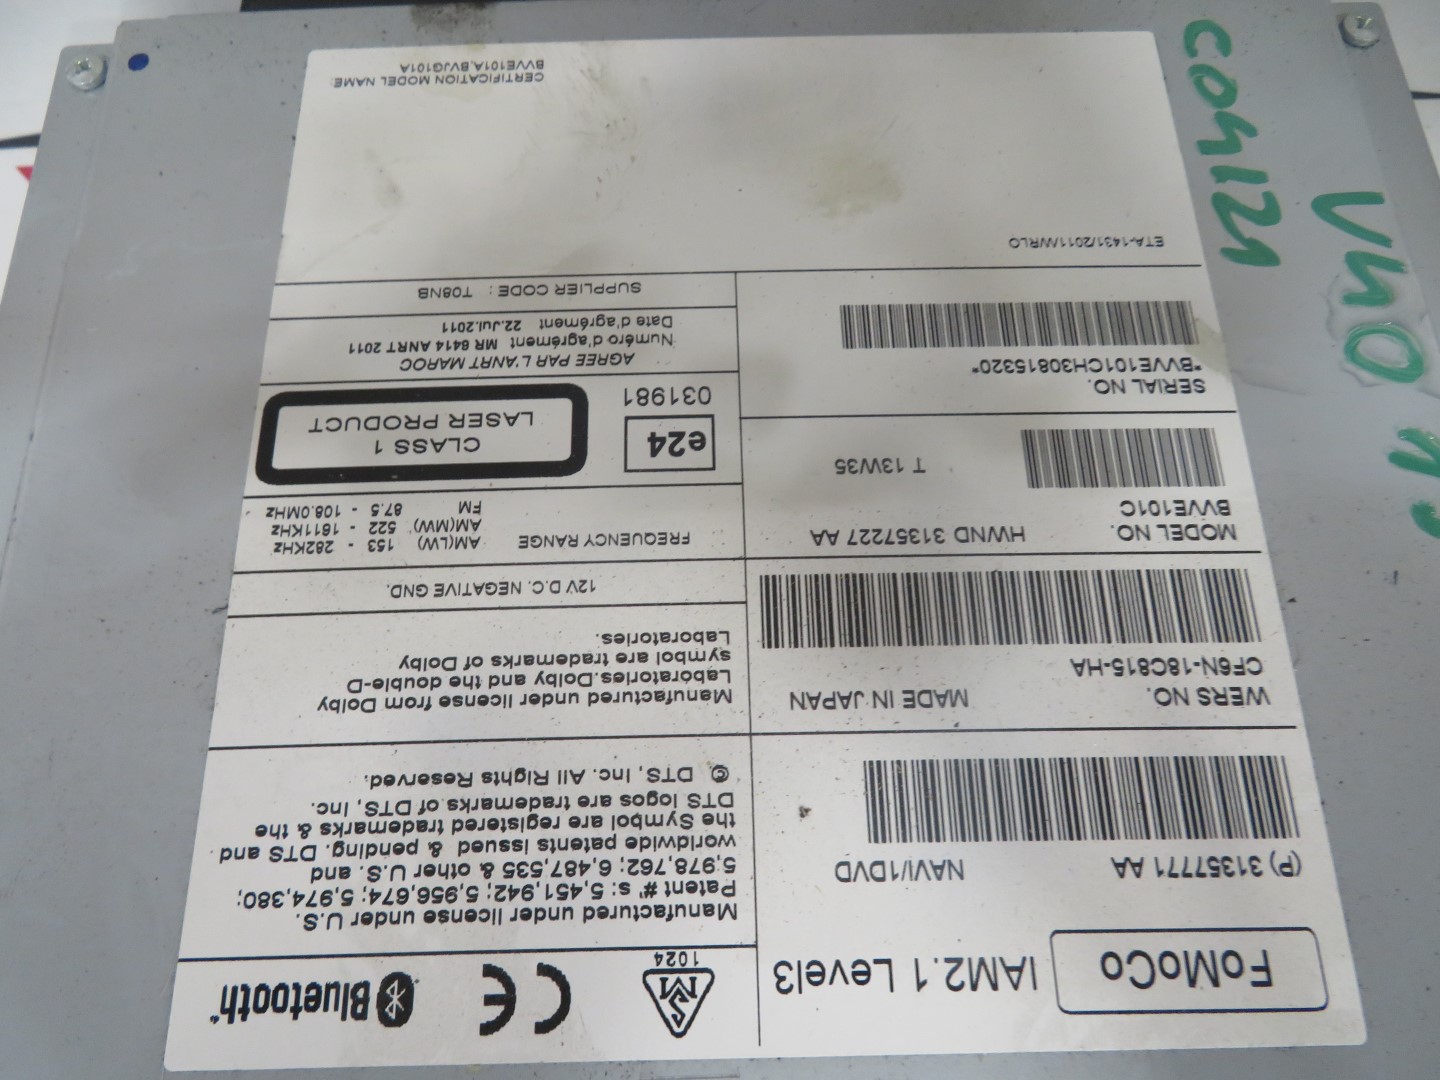 FoMoCo
IAM2.1 Level3
(P) 31357771 AA NAVI/1DVD
WERS NO. MADE IN JAPAN
CF6N-18C815-HA
MODEL NO. HWND 31357227 AA
BVVE101C
T 13W35
SERIAL NO.
*BVVE101CH30815320*
ETA-1431/2011/WRLO
SM
1024
CE
Bluetooth™
Manufactured under license under U.S.
Patent #'s: 5,451,942; 5,956,674; 5,974,380;
5,978,762; 6,487,535 & other U.S. and
worldwide patents issued & pending. DTS and
the Symbol are registered trademarks & the
DTS logos are trademarks of DTS, Inc.
© DTS, Inc. All Rights Reserved.
Manufactured under license from Dolby
Laboratories.Dolby and the double-D
symbol are trademarks of Dolby
Laboratories.
12V D.C. NEGATIVE GND.
FREQUENCY RANGE AM(LW) 153 - 282KHz
AM(MW) 522 - 1611KHz
FM 87.5 - 108.0MHz
e24
031981
CLASS 1
LASER PRODUCT
AGREE PAR L'ANRT MAROC
Numéro d'agrément MR 6414 ANRT 2011
Date d'agrément 22.Jul.2011
SUPPLIER CODE : T08NB
CERTIFICATION MODEL NAME:
BVVE101A,BVJG101A